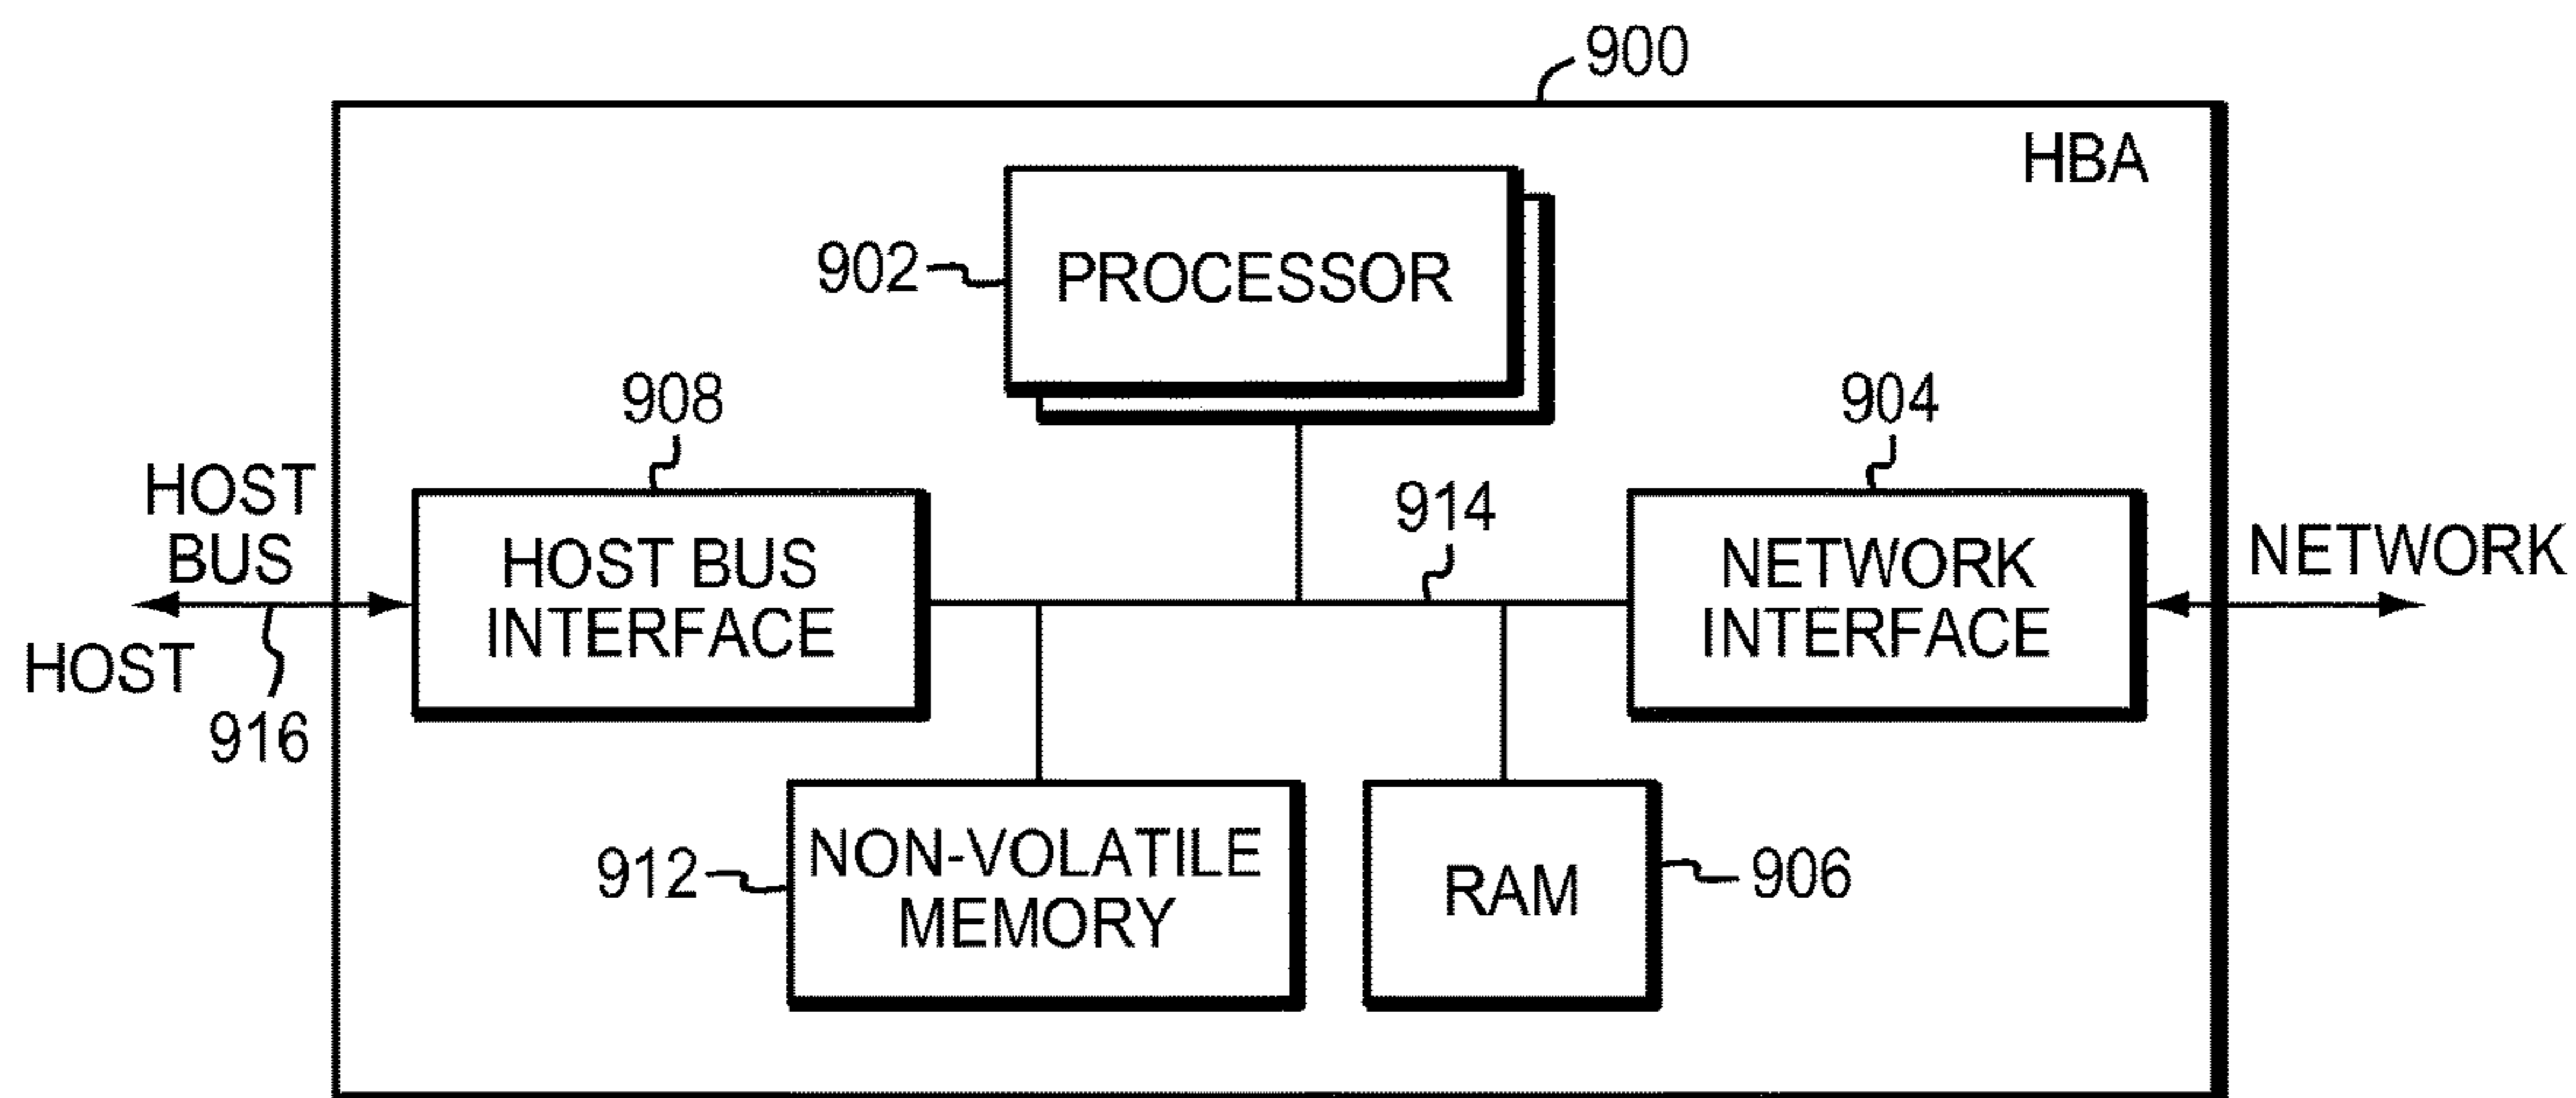 900
HBA
902
PROCESSOR
908
904
HOST
BUS
914
HOST BUS
INTERFACE
NETWORK
INTERFACE
NETWORK
HOST
916
912
NON-VOLATILE
MEMORY
RAM
906